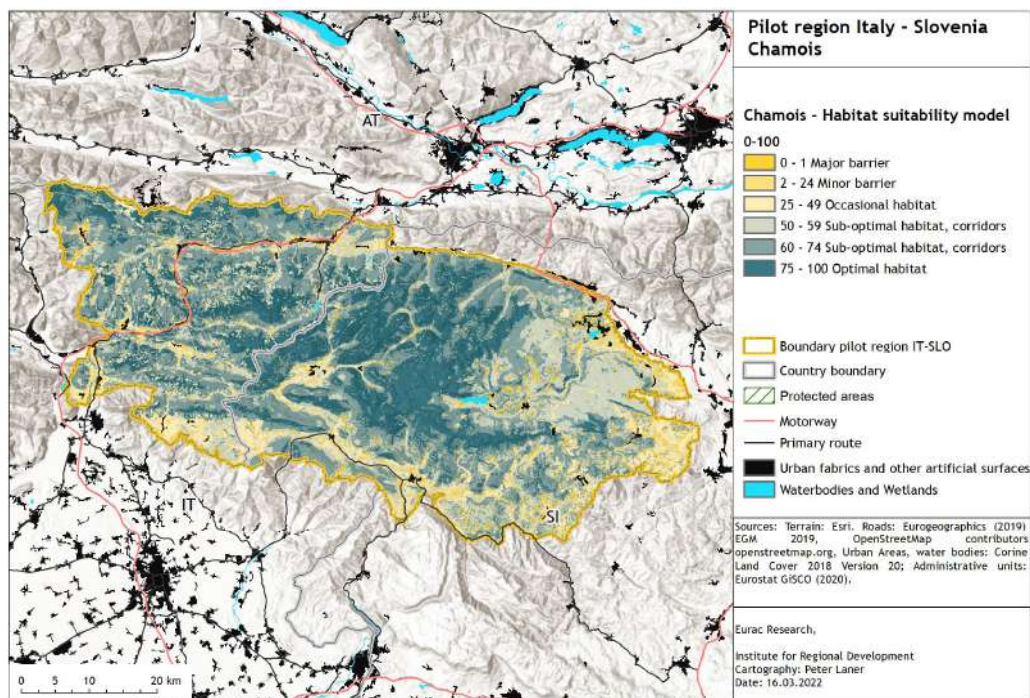 Pilot region Italy - Slovenia
Chamois
Chamois - Habitat suitability model
0-100
0 - 1 Major barrier
2 - 24 Minor barrier
25 - 49 Occasional habitat
50 - 59 Sub-optimal habitat, corridors
60 - 74 Sub-optimal habitat, corridors
75 - 100 Optimal habitat
Boundary pilot region IT-SLO
Country boundary
Protected areas
Motorway
Primary route
Urban fabrics and other artificial surfaces
Waterbodies and Wetlands
Sources: Terrain: Esri. Roads: Eurogeographics (2019)
EGM 2019, OpenStreetMap contributors
openstreetmap.org, Urban Areas, water bodies: Corine
Land Cover 2018 Version 20; Administrative units:
Eurostat GiSCO (2020).
Eurac Research,
Institute for Regional Development
Cartography: Peter Laner
Date: 16.03.2022
AT
IT
SI
0 5 10 20 km